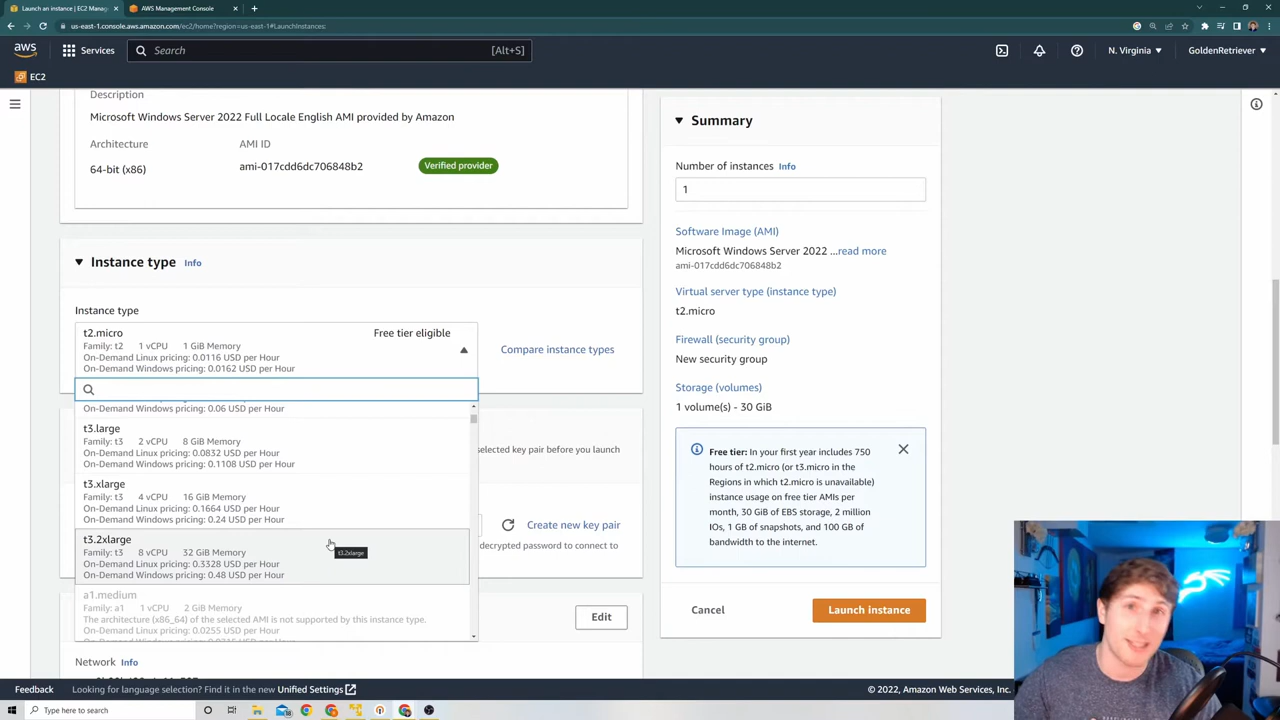 Launch an instance | EC2 Manag
AWS Management Console
us-east-1.console.aws.amazon.com/ec2/home?region=us-east-1#LaunchInstances:
aws
Services
Search
[Alt+S]
N. Virginia
GoldenRetriever
EC2
Description
Microsoft Windows Server 2022 Full Locale English AMI provided by Amazon
Architecture
AMI ID
64-bit (x86)
ami-017cdd6dc706848b2
Verified provider
Instance type
Info
Instance type
t2.micro
Free tier eligible
Family: t2 1 vCPU 1 GiB Memory
On-Demand Linux pricing: 0.0116 USD per Hour
On-Demand Windows pricing: 0.0162 USD per Hour
Compare instance types
On-Demand Windows pricing: 0.06 USD per Hour
t3.large
Family: t3 2 vCPU 8 GiB Memory
On-Demand Linux pricing: 0.0832 USD per Hour
On-Demand Windows pricing: 0.1108 USD per Hour
t3.xlarge
Family: t3 4 vCPU 16 GiB Memory
On-Demand Linux pricing: 0.1664 USD per Hour
On-Demand Windows pricing: 0.24 USD per Hour
t3.2xlarge
Family: t3 8 vCPU 32 GiB Memory
On-Demand Linux pricing: 0.3328 USD per Hour
On-Demand Windows pricing: 0.48 USD per Hour
t3.2xlarge
a1.medium
Family: a1 1 vCPU 2 GiB Memory
The architecture (x86_64) of the selected AMI is not supported by this instance type.
On-Demand Linux pricing: 0.0255 USD per Hour
selected key pair before you launch
Create new key pair
decrypted password to connect to
Edit
Network
Info
Summary
Number of instances
Info
1
Software Image (AMI)
Microsoft Windows Server 2022 ...read more
ami-017cdd6dc706848b2
Virtual server type (instance type)
t2.micro
Firewall (security group)
New security group
Storage (volumes)
1 volume(s) - 30 GiB
Free tier: In your first year includes 750
hours of t2.micro (or t3.micro in the
Regions in which t2.micro is unavailable)
instance usage on free tier AMIs per
month, 30 GiB of EBS storage, 2 million
IOs, 1 GB of snapshots, and 100 GB of
bandwidth to the internet.
Cancel
Launch instance
Feedback
Looking for language selection? Find it in the new Unified Settings
© 2022, Amazon Web Services, Inc.
Type here to search